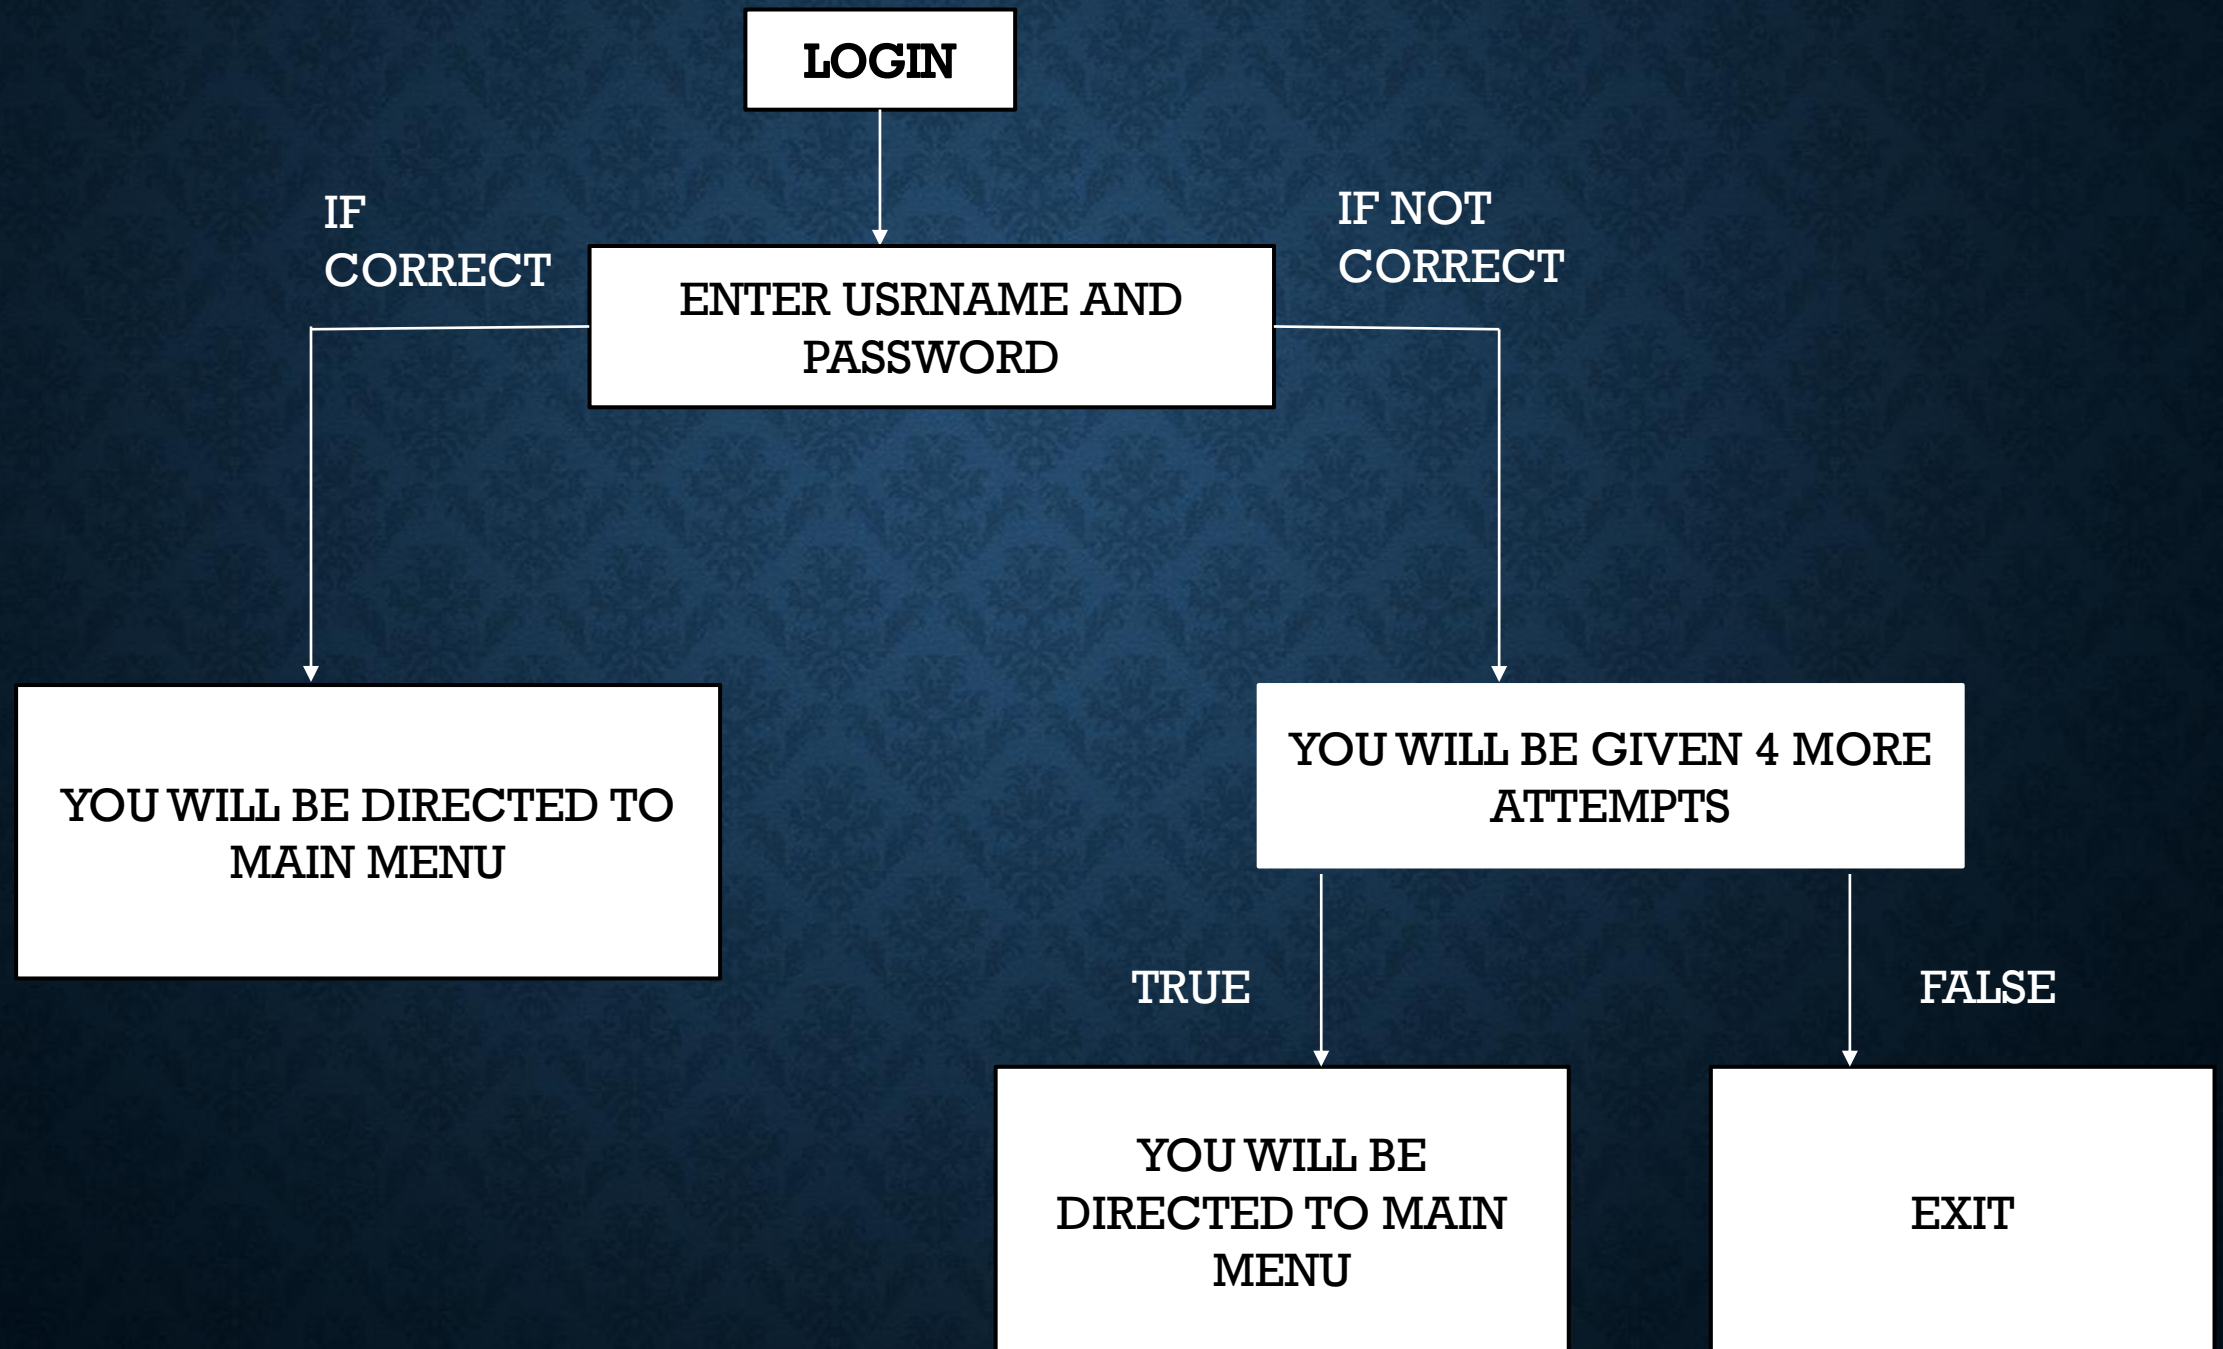 LOGIN
IF
CORRECT
IF NOT
CORRECT
ENTER USRNAME AND
PASSWORD
YOU WILL BE DIRECTED TO
MAIN MENU
YOU WILL BE GIVEN 4 MORE
ATTEMPTS
TRUE
FALSE
YOU WILL BE
DIRECTED TO MAIN
MENU
EXIT